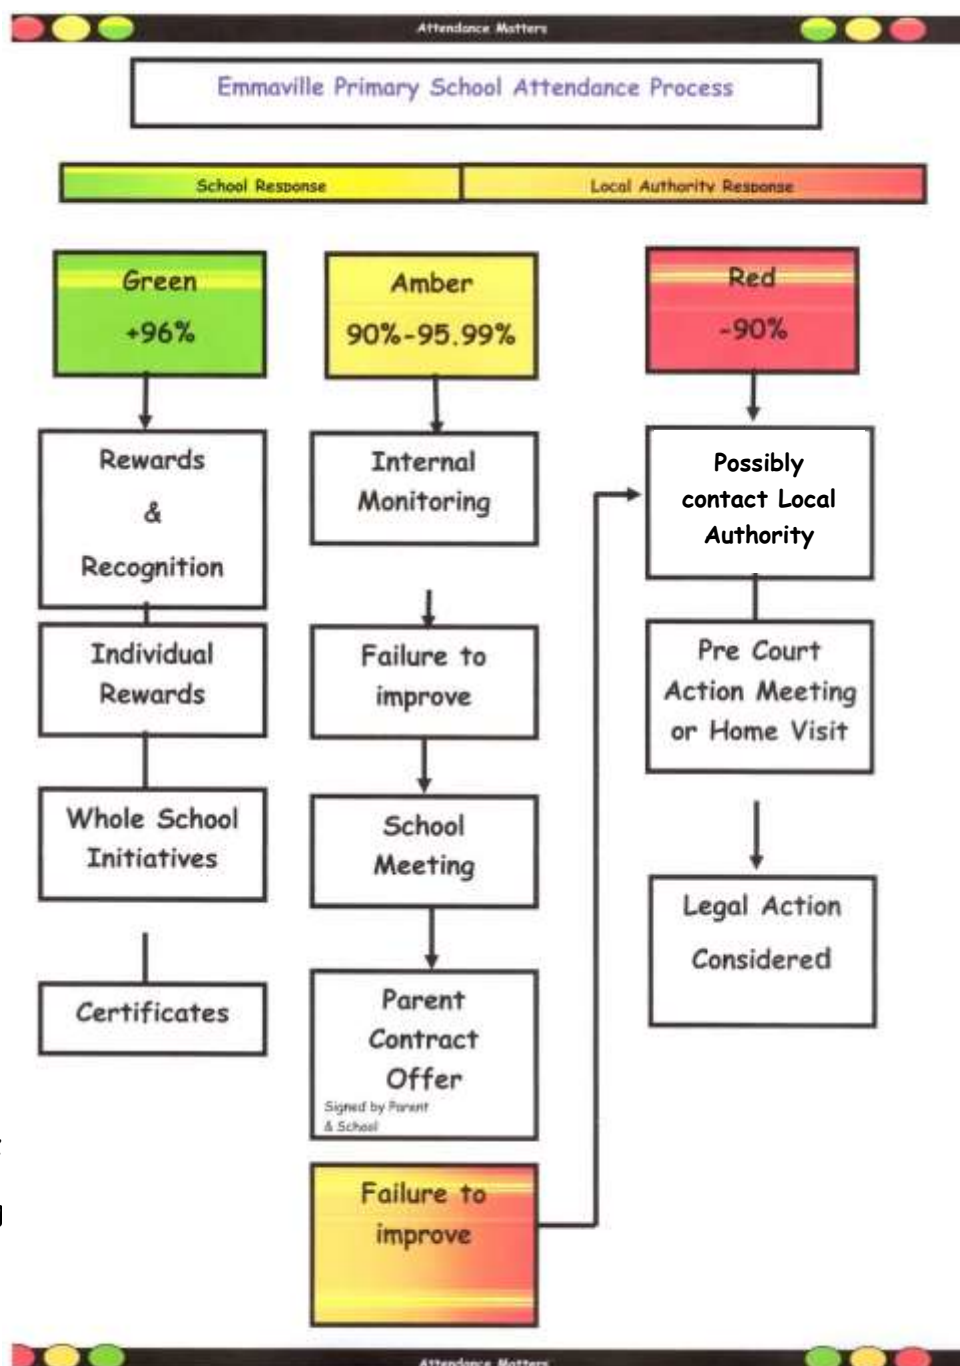 Attendance Matters
Emmaville Primary School Attendance Process
School Response
Local Authority Response
Green
+96%
Rewards
&
Recognition
Individual
Rewards
Whole School
Initiatives
Certificates
Amber
90%-95.99%
Internal
Monitoring
Failure to
improve
School
Meeting
Parent
Contract
Offer
Signed by Parent
& School
Failure to
improve
Red
-90%
Possibly
contact Local
Authority
Pre Court
Action Meeting
or Home Visit
Legal Action
Considered
Attendance Matters